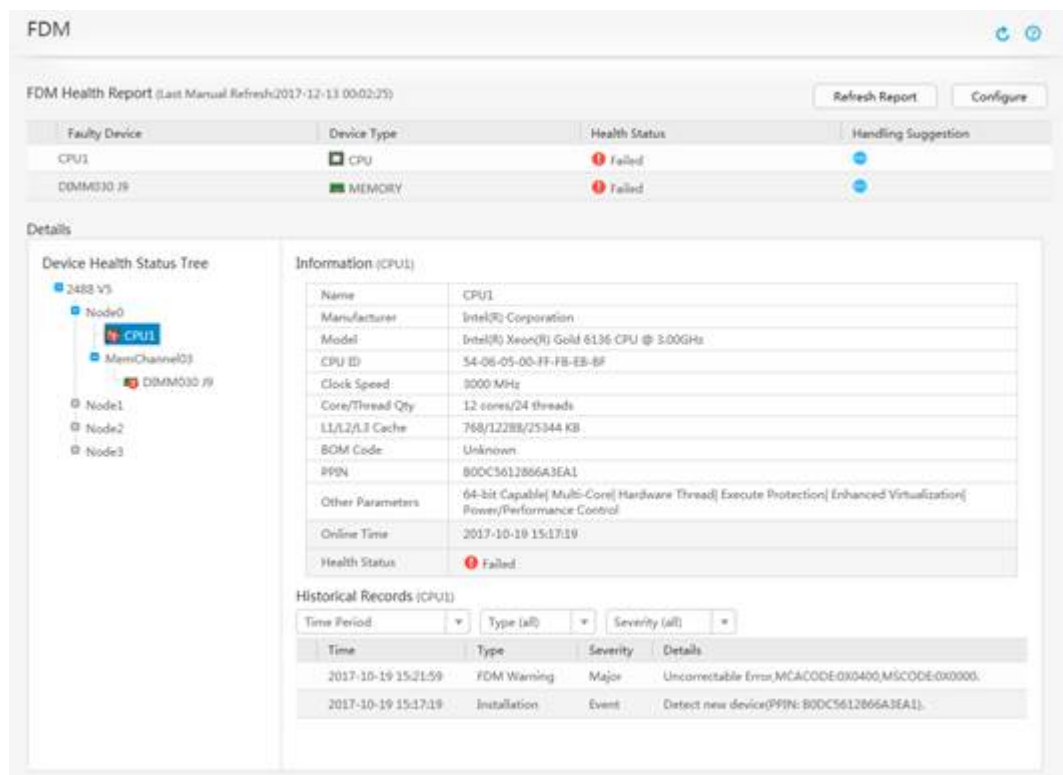 FDM
FDM Health Report (Last Manual Refresh:2017-12-13 00:02:25)
Refresh Report
Configure
Faulty Device Device Type Health Status Handling Suggestion
CPU1 CPU Failed
DIMM030 J9 MEMORY Failed
Details
Device Health Status Tree
2488 V5
Node0
CPU1
MemChannel03
DIMM030 J9
Node1
Node2
Node3
Information (CPU1)
Name CPU1
Manufacturer Intel(R) Corporation
Model Intel(R) Xeon(R) Gold 6136 CPU @ 3.00GHz
CPU ID 54-06-05-00-FF-FB-EB-BF
Clock Speed 3000 MHz
Core/Thread Qty 12 cores/24 threads
L1/L2/L3 Cache 768/12288/25344 KB
BOM Code Unknown
PPIN B0DC5612866A3EA1
Other Parameters 64-bit Capable| Multi-Core| Hardware Thread| Execute Protection| Enhanced Virtualization|
Power/Performance Control
Online Time 2017-10-19 15:17:19
Health Status Failed
Historical Records (CPU1)
Time Period Type (all) Severity (all)
Time Type Severity Details
2017-10-19 15:21:59 FDM Warning Major Uncorrectable Error,MCACODE:0X0400,MSCODE:0X0000.
2017-10-19 15:17:19 Installation Event Detect new device(PPIN: B0DC5612866A3EA1).